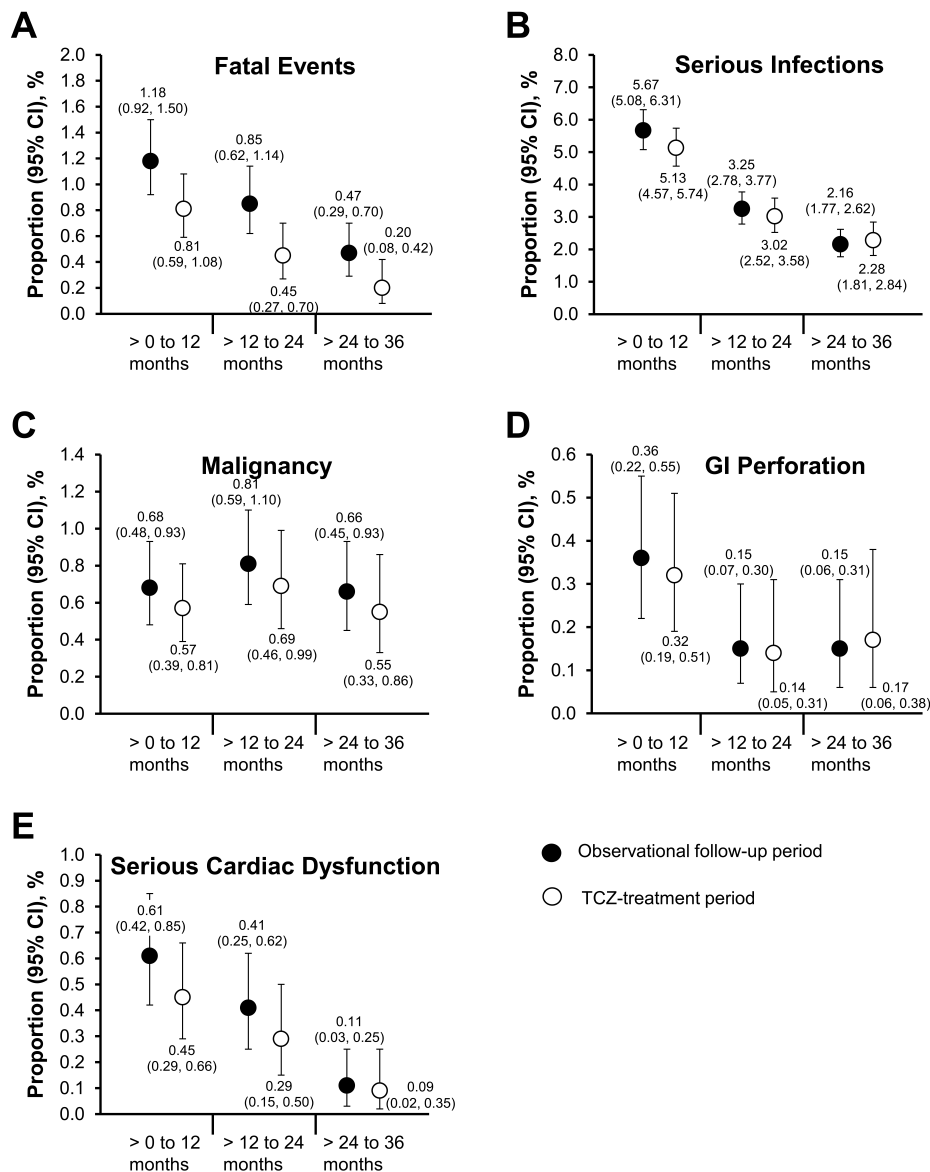 A
Fatal Events
Proportion (95% CI), %
2.0
1.8
1.6
1.4
1.2
1.0
0.8
0.6
0.4
0.2
0.0
1.18
(0.92, 1.50)
0.81
(0.59, 1.08)
0.85
(0.62, 1.14)
0.45
(0.27, 0.70)
0.47
(0.29, 0.70)
0.20
(0.08, 0.42)
> 0 to 12
months
> 12 to 24
months
> 24 to 36
months
B
Serious Infections
Proportion (95% CI), %
8.0
7.0
6.0
5.0
4.0
3.0
2.0
1.0
0.0
5.67
(5.08, 6.31)
5.13
(4.57, 5.74)
3.25
(2.78, 3.77)
3.02
(2.52, 3.58)
2.16
(1.77, 2.62)
2.28
(1.81, 2.84)
> 0 to 12
months
> 12 to 24
months
> 24 to 36
months
C
Malignancy
Proportion (95% CI), %
1.4
1.2
1.0
0.8
0.6
0.4
0.2
0.0
0.68
(0.48, 0.93)
0.57
(0.39, 0.81)
0.81
(0.59, 1.10)
0.69
(0.46, 0.99)
0.66
(0.45, 0.93)
0.55
(0.33, 0.86)
> 0 to 12
months
> 12 to 24
months
> 24 to 36
months
D
GI Perforation
Proportion (95% CI), %
0.6
0.5
0.4
0.3
0.2
0.1
0.0
0.36
(0.22, 0.55)
0.32
(0.19, 0.51)
0.15
(0.07, 0.30)
0.14
(0.05, 0.31)
0.15
(0.06, 0.31)
0.17
(0.06, 0.38)
> 0 to 12
months
> 12 to 24
months
> 24 to 36
months
E
Serious Cardiac Dysfunction
Proportion (95% CI), %
1.0
0.9
0.8
0.7
0.6
0.5
0.4
0.3
0.2
0.1
0.0
0.61
(0.42, 0.85)
0.45
(0.29, 0.66)
0.41
(0.25, 0.62)
0.29
(0.15, 0.50)
0.11
(0.03, 0.25)
0.09
(0.02, 0.35)
> 0 to 12
months
> 12 to 24
months
> 24 to 36
months
Observational follow-up period
TCZ-treatment period